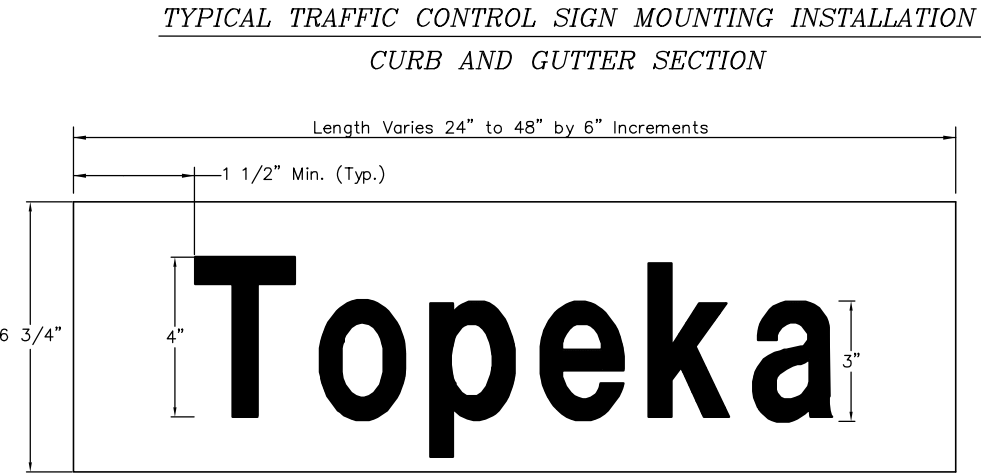 TYPICAL TRAFFIC CONTROL SIGN MOUNTING INSTALLATION
CURB AND GUTTER SECTION
Length Varies 24" to 48" by 6" Increments
1 1/2" Min. (Typ.)
6 3/4"
4"
Topeka
3"